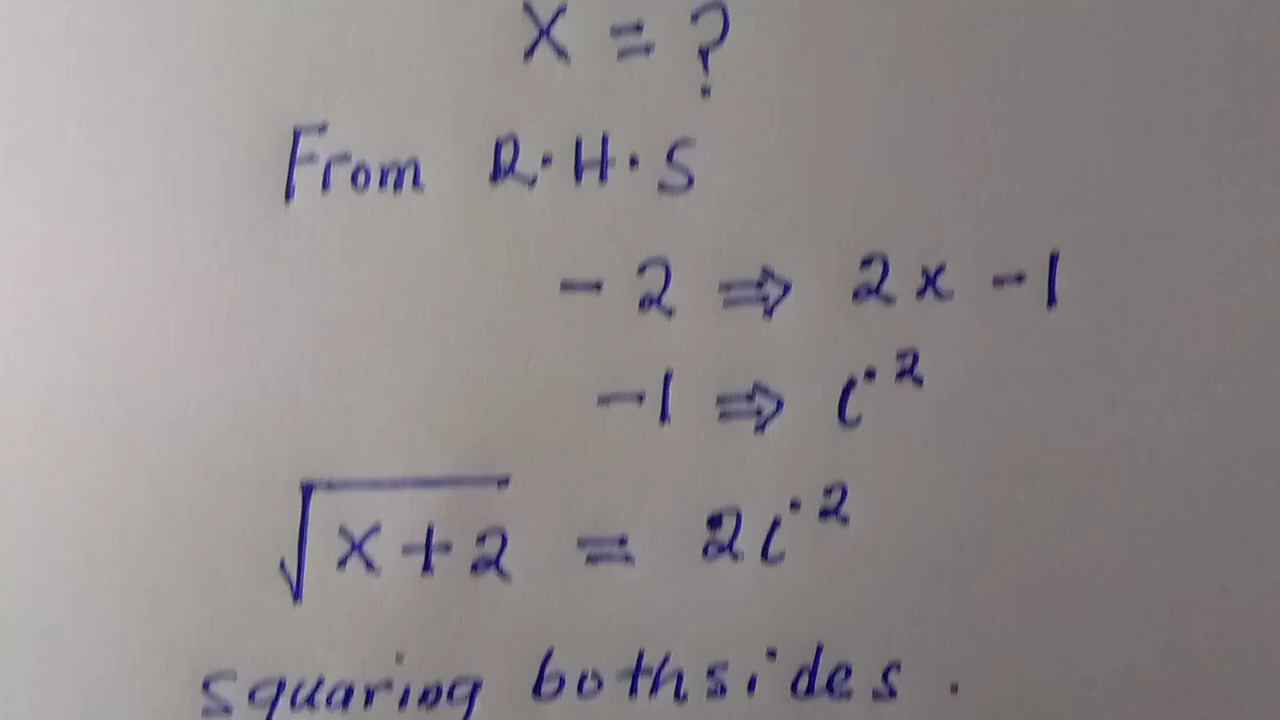 x = ?
From R.H.S
- 2 ⇒ 2x -1
-1 ⇒ i²
√x+2 = 2i²
squaring bothsides.